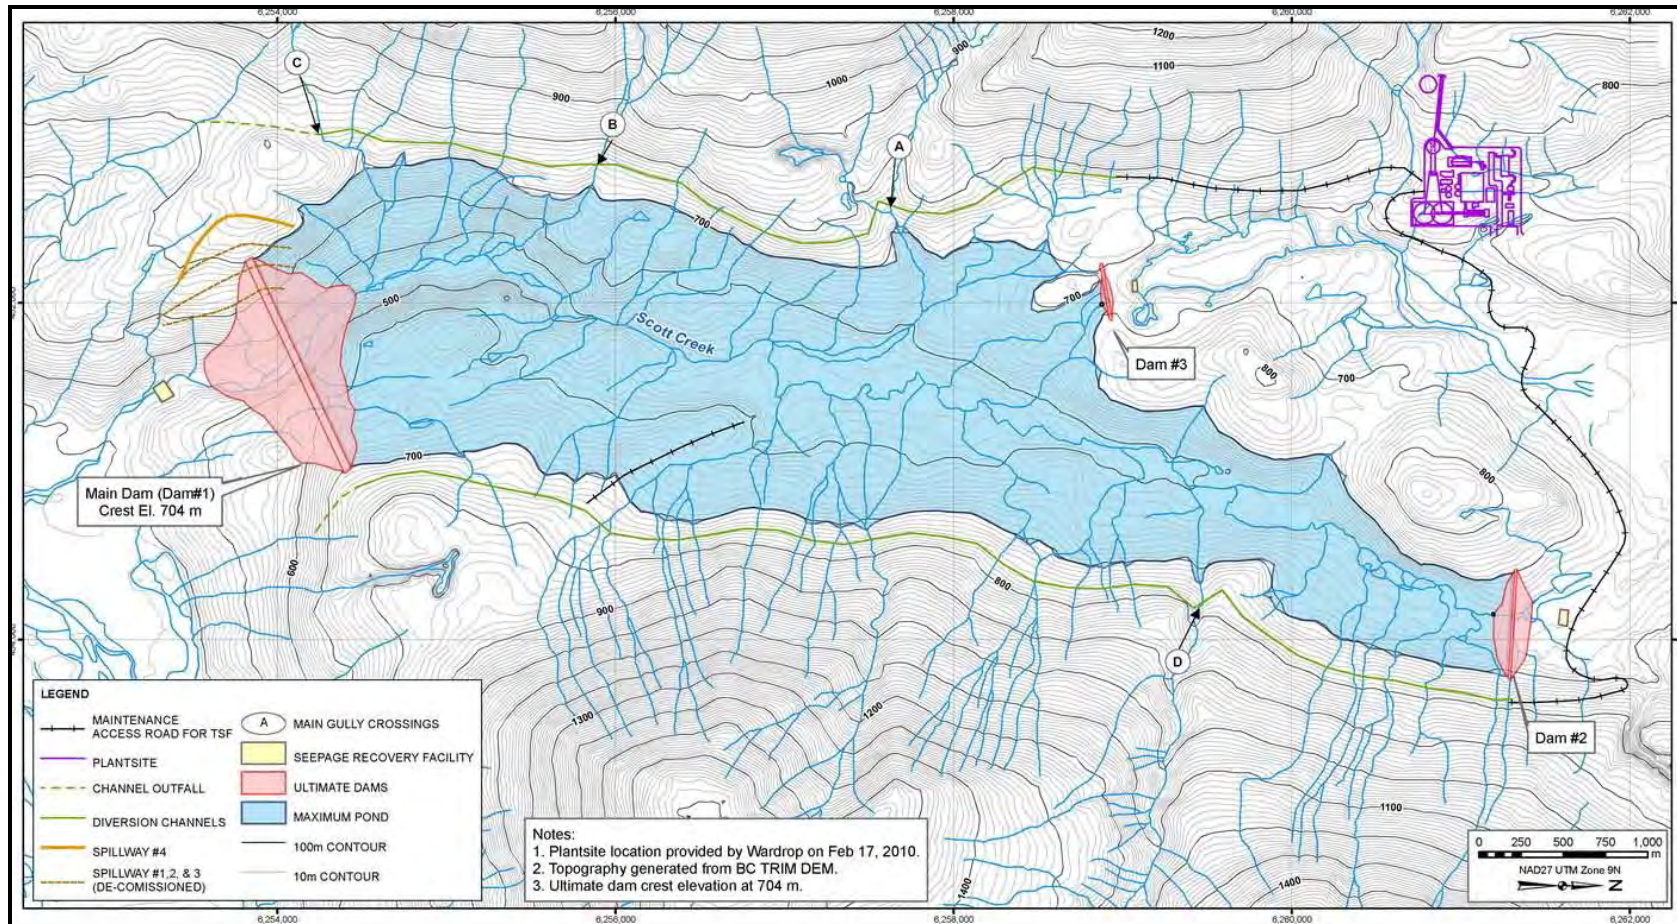 6,254,000
6,256,000
6,258,000
6,260,000
6,262,000
1200
1100
900
1000
800
900
C
B
A
700
500
Scott Creek
700
Dam #3
800
700
Main Dam (Dam#1)
Crest El. 704 m
700
800
600
900
800
D
1300
1200
1100
1400
1400
Dam #2
LEGEND
MAINTENANCE
ACCESS ROAD FOR TSF
PLANTSITE
CHANNEL OUTFALL
DIVERSION CHANNELS
SPILLWAY #4
SPILLWAY #1,2, & 3
(DE-COMISSIONED)
A MAIN GULLY CROSSINGS
SEEPAGE RECOVERY FACILITY
ULTIMATE DAMS
MAXIMUM POND
100m CONTOUR
10m CONTOUR
Notes:
1. Plantsite location provided by Wardrop on Feb 17, 2010.
2. Topography generated from BC TRIM DEM.
3. Ultimate dam crest elevation at 704 m.
0 250 500 750 1,000
m
NAD27 UTM Zone 9N
N
6,254,000
6,256,000
6,258,000
6,260,000
6,262,000